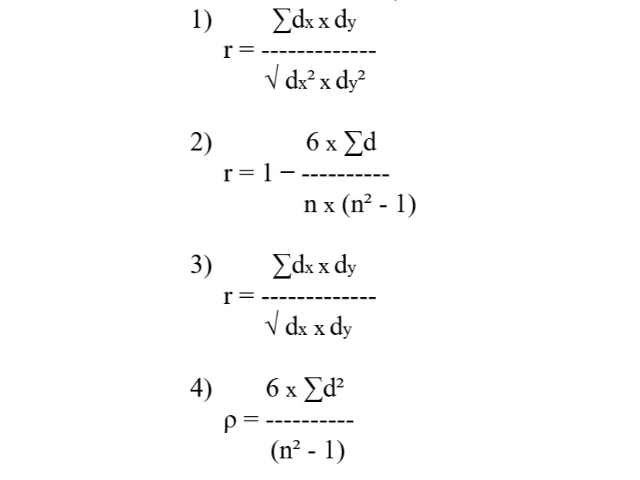 1) ∑dx x dy
r = -------------
√ dx² x dy²
2) 6 x ∑d
r = 1 – ----------
n x (n² - 1)
3) ∑dx x dy
r = -------------
√ dx x dy
4) 6 x ∑d²
ρ = ----------
(n² - 1)